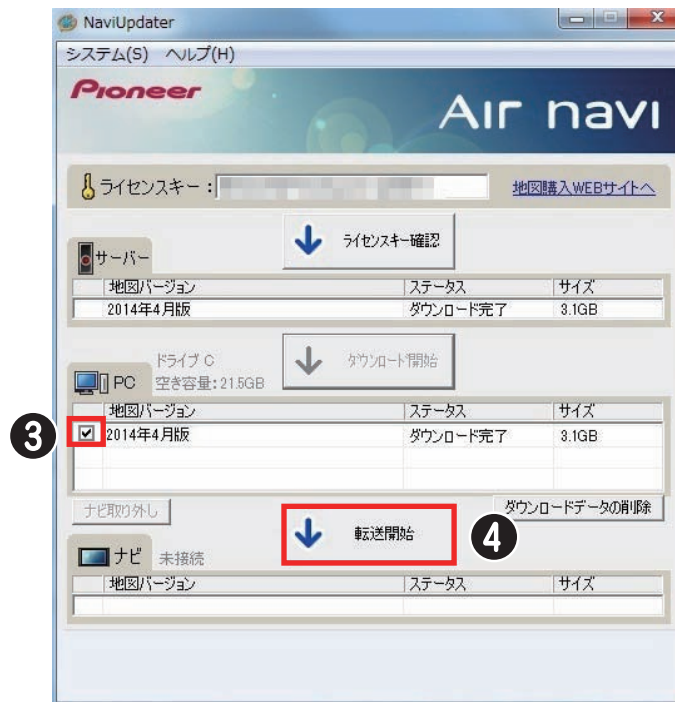 NaviUpdater
システム(S) ヘルプ(H)
Pioneer
AIr navi
ライセンスキー：
地図購入WEBサイトへ
ライセンスキー確認
サーバー
地図バージョン ステータス サイズ
2014年4月版 ダウンロード完了 3.1GB
ドライブ C
空き容量: 21.5GB
ダウンロード開始
PC
地図バージョン ステータス サイズ
3
2014年4月版 ダウンロード完了 3.1GB
ナビ取り外し
ダウンロードデータの削除
転送開始
4
ナビ 未接続
地図バージョン ステータス サイズ